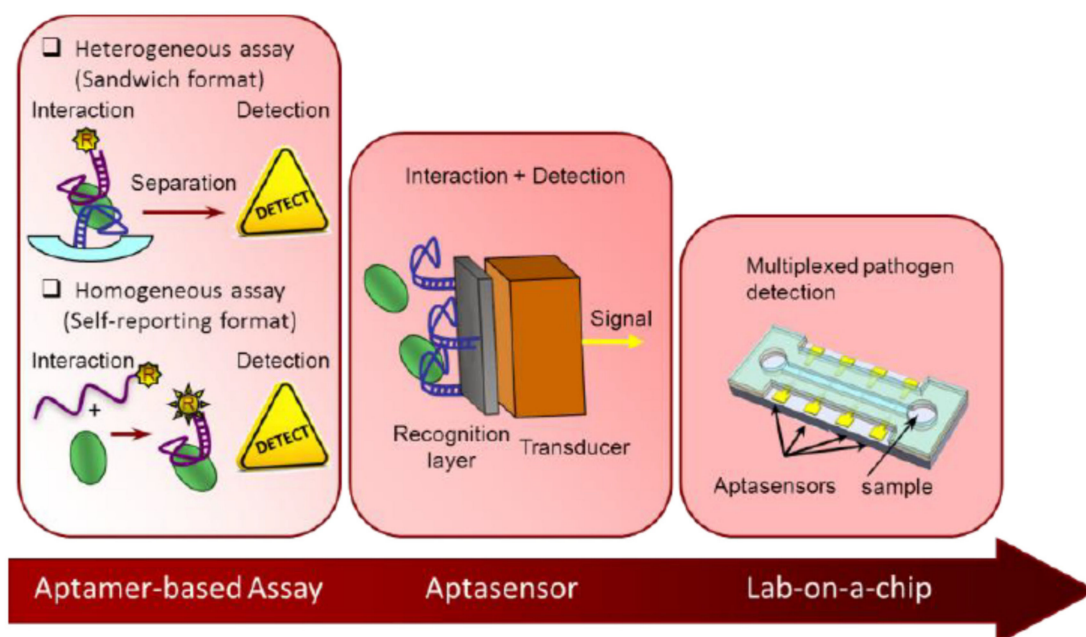 ❑ Heterogeneous assay
(Sandwich format)
Interaction
Detection
R
Separation
DETECT
❑ Homogeneous assay
(Self-reporting format)
Interaction
Detection
R
+
R
DETECT
Interaction + Detection
Signal
Recognition
layer
Transducer
Multiplexed pathogen
detection
Aptasensors
sample
Aptamer-based Assay
Aptasensor
Lab-on-a-chip